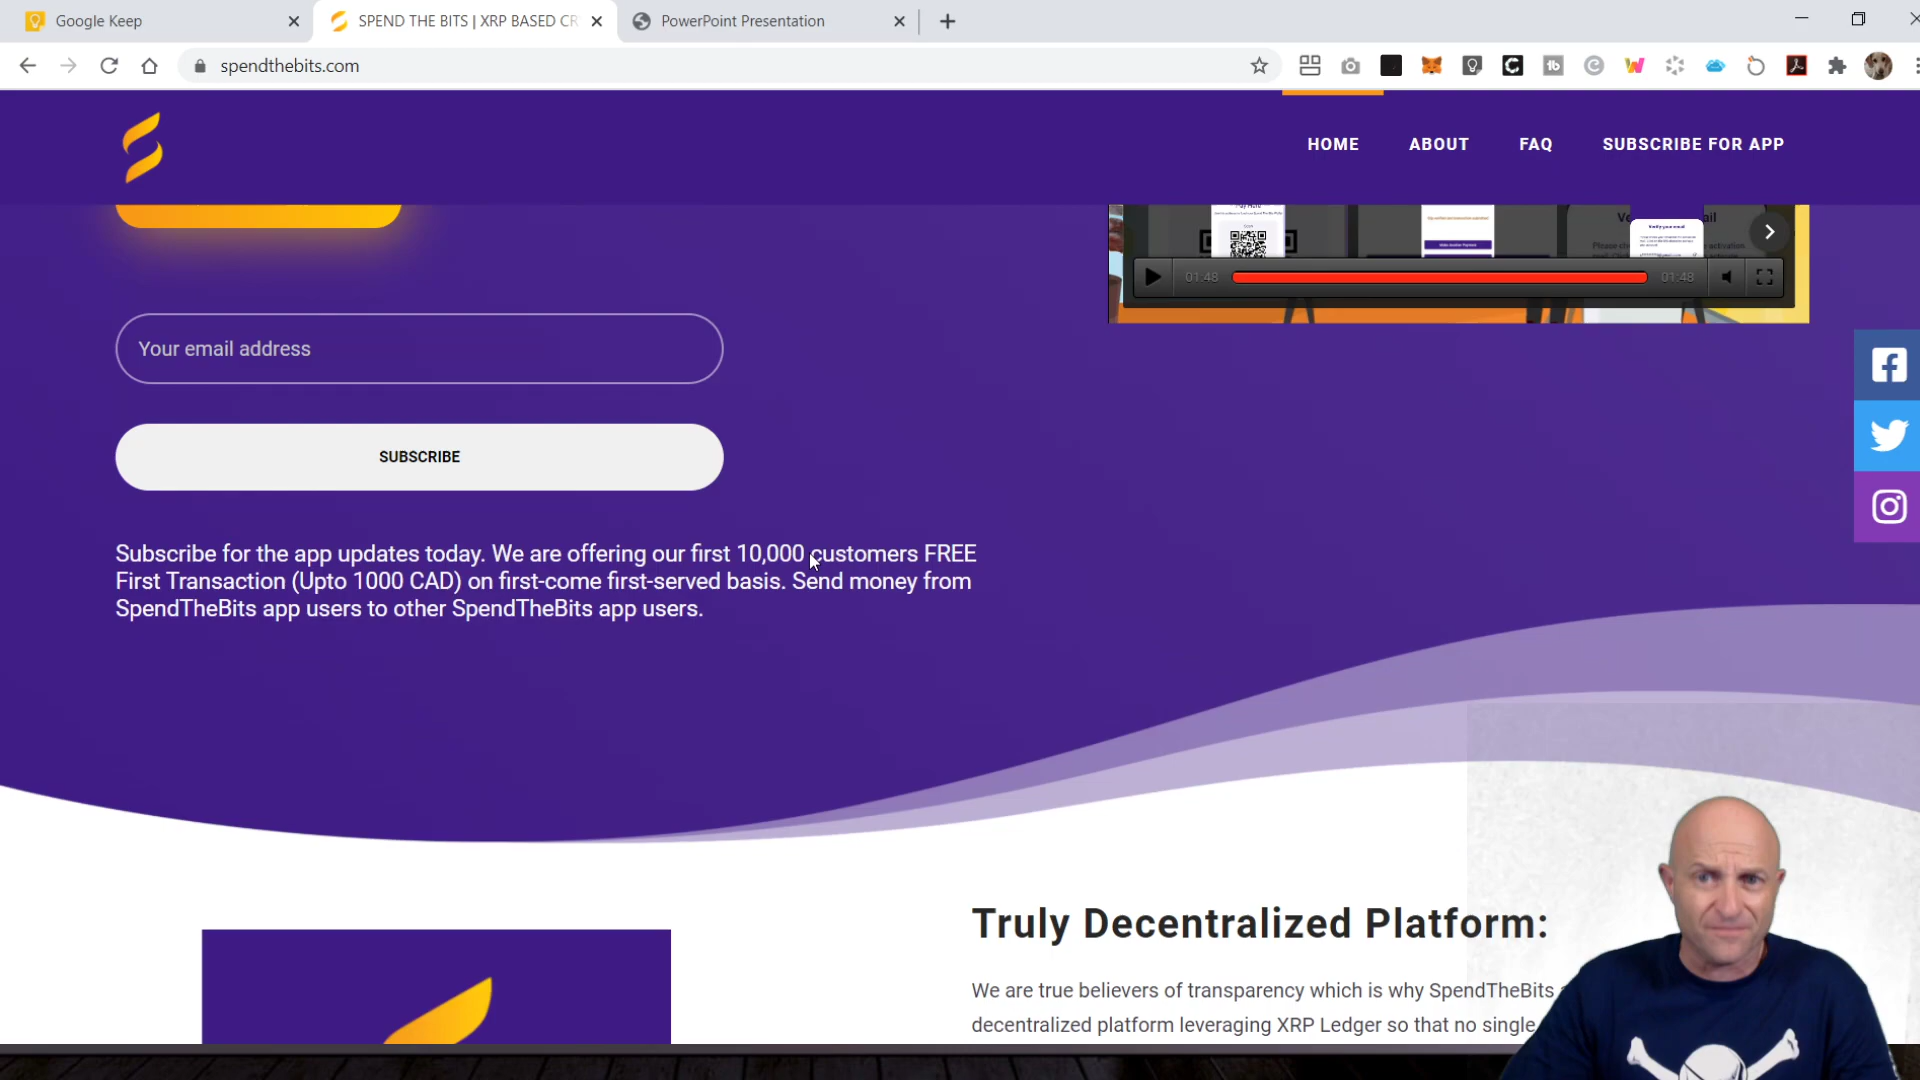 Google Keep
SPEND THE BITS | XRP BASED CR
PowerPoint Presentation
spendthebits.com
HOME
ABOUT
FAQ
SUBSCRIBE FOR APP
01:48
01:48
Verify your email
Your email address
SUBSCRIBE
Subscribe for the app updates today. We are offering our first 10,000 customers FREE
First Transaction (Upto 1000 CAD) on first-come first-served basis. Send money from
SpendTheBits app users to other SpendTheBits app users.
Truly Decentralized Platform:
We are true believers of transparency which is why SpendTheBits
decentralized platform leveraging XRP Ledger so that no single